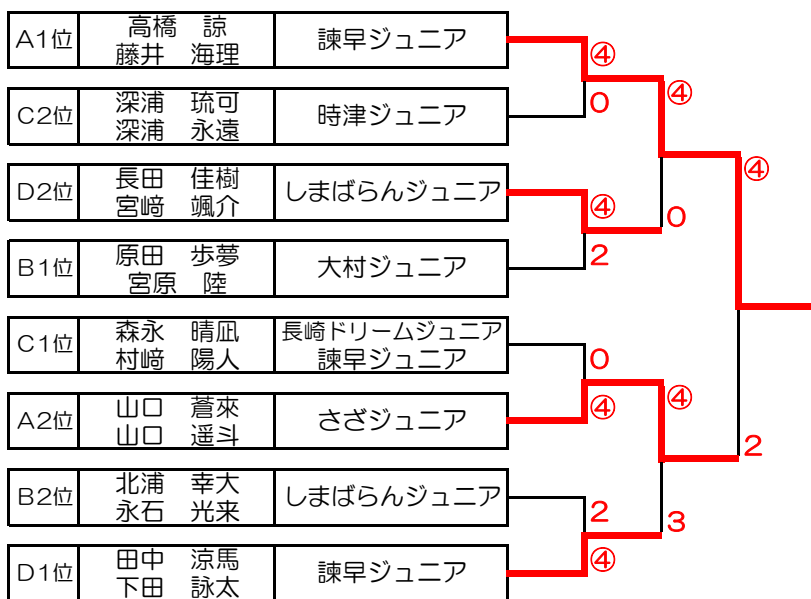 A1位 高橋 諒 諫早ジュニア
藤井 海理
④
C2位 深浦 琉可 時津ジュニア
深浦 永遠
0
④
D2位 長田 佳樹 しまばらんジュニア
宮﨑 颯介
④
B1位 原田 歩夢 大村ジュニア
宮原 陸
2
0
④
C1位 森永 晴凪 長崎ドリームジュニア
村﨑 陽人 諫早ジュニア
0
A2位 山口 蒼來 さざジュニア
山口 遥斗
④
④
B2位 北浦 幸大 しまばらんジュニア
永石 光来
2
D1位 田中 涼馬 諫早ジュニア
下田 詠太
④
3
2